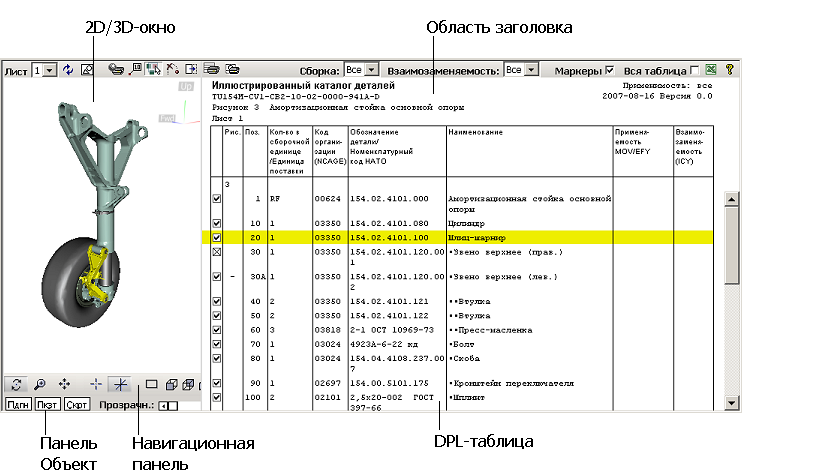 2D/3D-окно
Область заголовка
Лист 1 Сборка: Все Взаимозаменяемость: Все Маркеры Вся таблица
Up
Иллюстрированный каталог деталей Применимость: все
TU154M-CV1-CB2-10-02-0000-941A-D 2007-08-16 Версия 0.0
Рисунок 3 Амортизационная стойка основной опоры
Лист 1
Рис. Поз. Кол-во в сборочной единице /Единица поставки Код органи- зации (NCAGE) Обозначение детали/ Номенклатурный код НАТО Наименование Применя- емость MOV/EFY Взаимо- заменя- емость (ICY)
3
1 RF 00624 154.02.4101.000 Амортизационная стойка основной
опоры
10 1 03350 154.02.4101.080 Цилиндр
20 1 03350 154.02.4101.100 Шлиц-шарнир
30 1 03350 154.02.4101.120.00 •Звено верхнее (прав.)
1
– 30A 1 03350 154.02.4101.120.00 •Звено верхнее (лев.)
2
40 2 03350 154.02.4101.121 ••Втулка
50 2 03350 154.02.4101.122 ••Втулка
60 3 03818 2-1 ОСТ 10969-73 ••Пресс-масленка
70 1 03024 4923А-6-22 кд •Болт
80 1 03024 154.04.4108.237.00 •Скоба
7
90 1 02697 154.00.5101.175 •Кронштейн переключателя
100 2 02101 2,5x20-002 ГОСТ •Шплинт
397-66
Пдпн Пкзт Скрт Прозрачн.:
Панель
Объект
Навигационная
панель
DPL-таблица